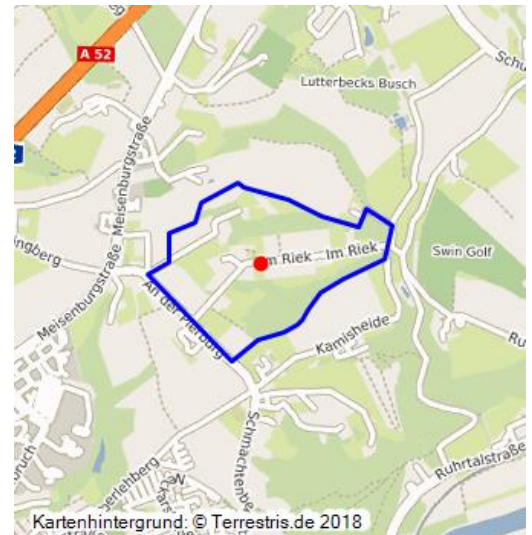 A 52
Lutterbecks Busch
Meisenburgstraße
Im Riek
Im Riek
Swin Golf
Meisenburgstraße
An der Pierburg
Kamisheide
Ruhrtalstraße
Kartenhintergrund: © Terrestris.de 2018